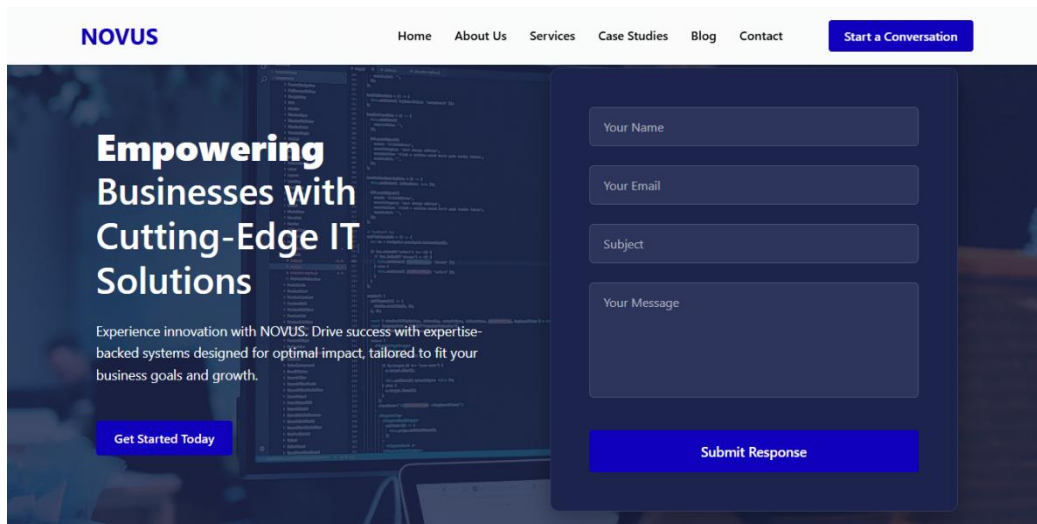 NOVUS
Home About Us Services Case Studies Blog Contact
Start a Conversation
Empowering
Businesses with
Cutting-Edge IT
Solutions
Experience innovation with NOVUS. Drive success with expertise-
backed systems designed for optimal impact, tailored to fit your
business goals and growth.
Get Started Today
Your Name
Your Email
Subject
Your Message
Submit Response